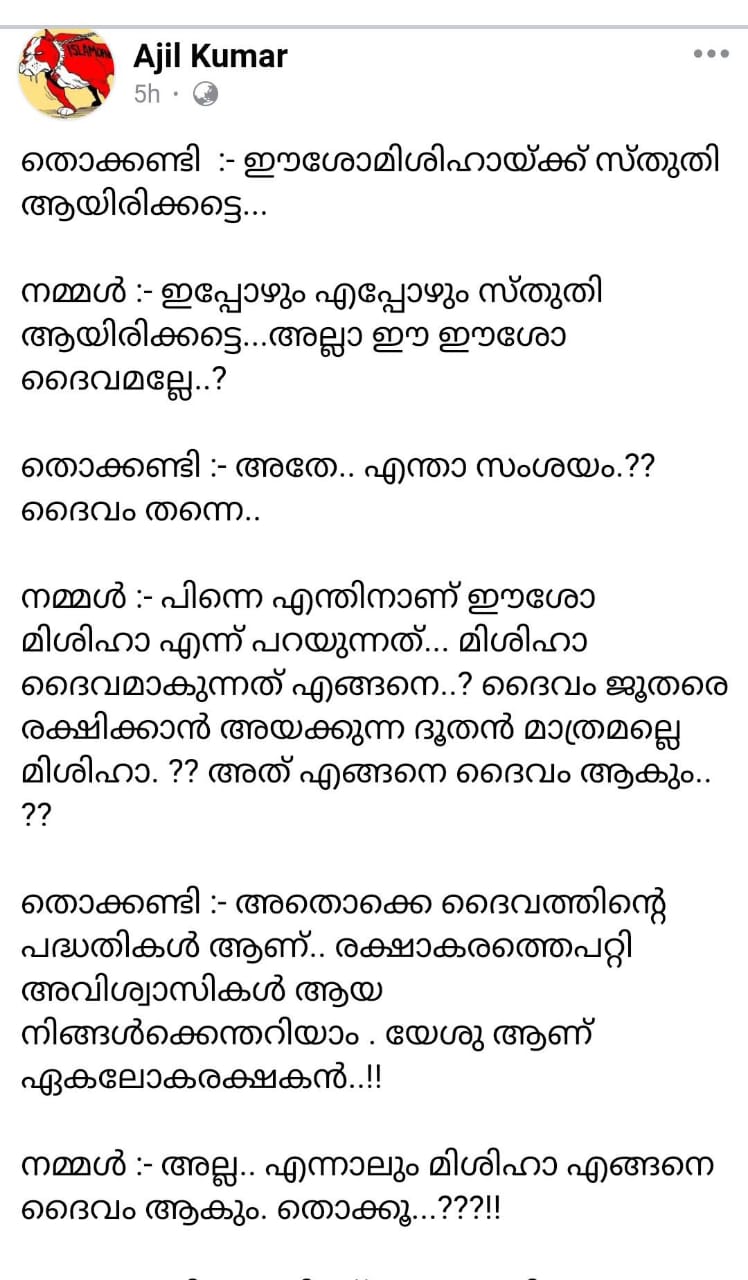 Ajil Kumar
5h ·
തൊക്കണ്ടി :- ഈശോമിശിഹായ്ക്ക് സ്തുതി
ആയിരിക്കട്ടെ...
നമ്മൾ :- ഇപ്പോഴും എപ്പോഴും സ്തുതി
ആയിരിക്കട്ടെ...അല്ലാ ഈ ഈശോ
ദൈവമല്ലേ..?
തൊക്കണ്ടി :- അതേ.. എന്താ സംശയം.??
ദൈവം തന്നെ..
നമ്മൾ :- പിന്നെ എന്തിനാണ് ഈശോ
മിശിഹാ എന്ന് പറയുന്നത്... മിശിഹാ
ദൈവമാകുന്നത് എങ്ങനെ..? ദൈവം ജൂതരെ
രക്ഷിക്കാൻ അയക്കുന്ന ദൂതൻ മാത്രമല്ലെ
മിശിഹാ. ?? അത് എങ്ങനെ ദൈവം ആകും..
??
തൊക്കണ്ടി :- അതൊക്കെ ദൈവത്തിന്റെ
പദ്ധതികൾ ആണ്.. രക്ഷാകരത്തെപറ്റി
അവിശ്വാസികൾ ആയ
നിങ്ങൾക്കെന്തറിയാം . യേശു ആണ്
ഏകലോകരക്ഷകൻ..!!
നമ്മൾ :- അല്ല.. എന്നാലും മിശിഹാ എങ്ങനെ
ദൈവം ആകും. തൊക്കൂ...???!!